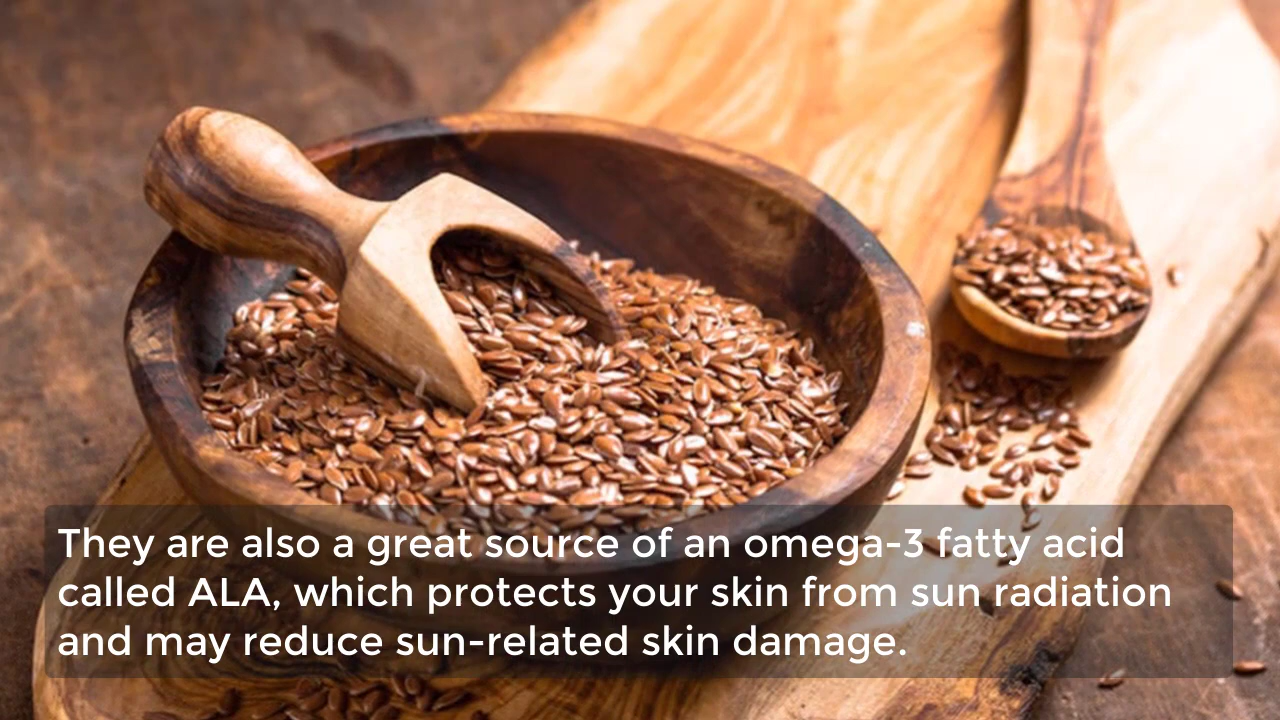 They are also a great source of an omega-3 fatty acid
called ALA, which protects your skin from sun radiation
and may reduce sun-related skin damage.